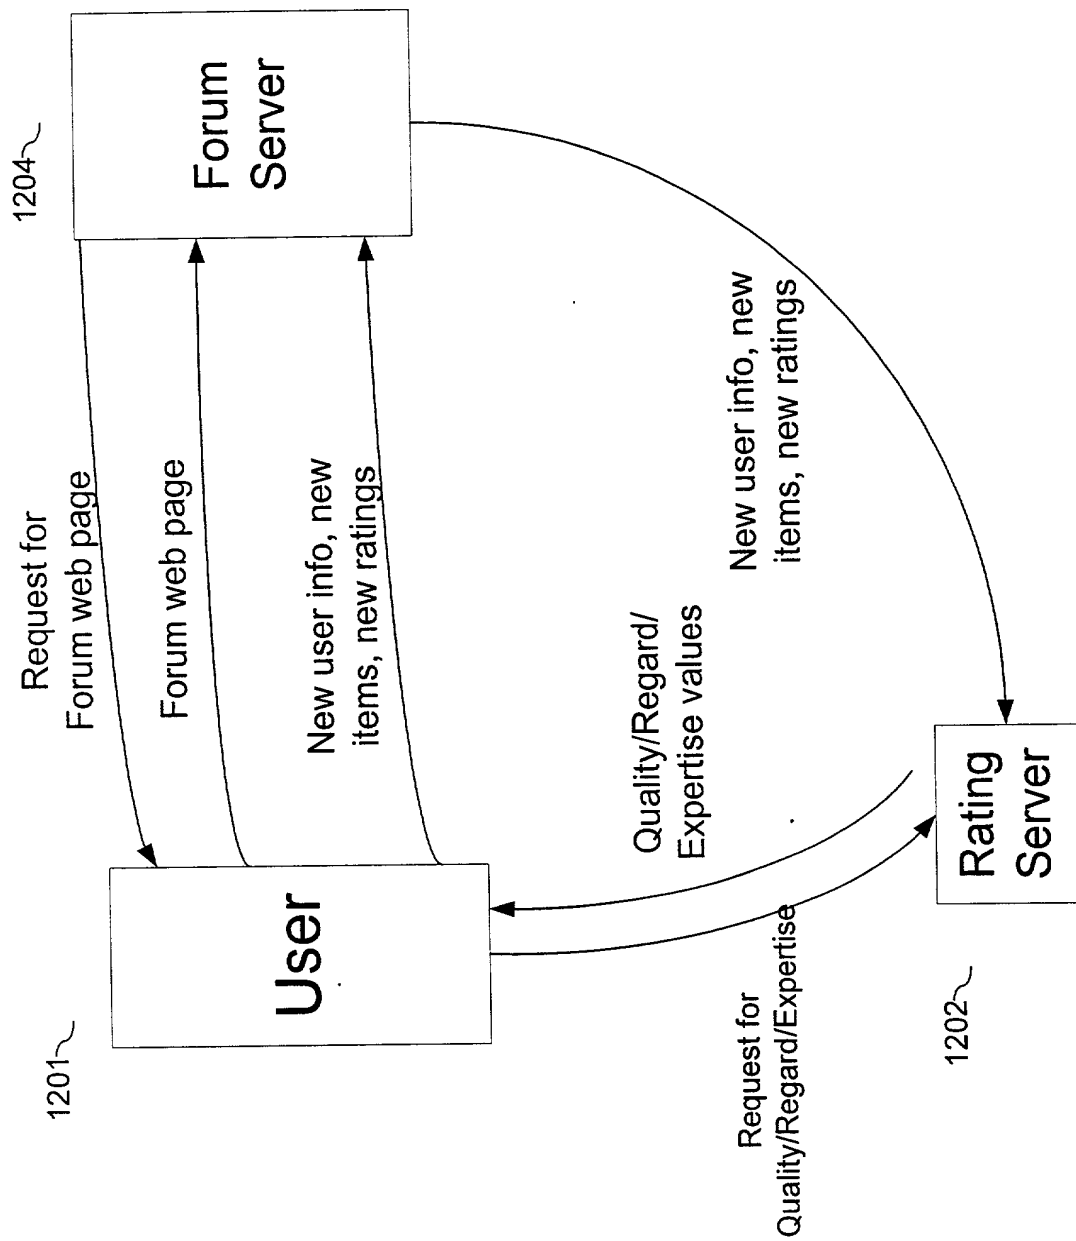 1201
User
1204
Forum
Server
Request for
Forum web page
Forum web page
New user info, new
items, new ratings
Quality/Regard/
Expertise values
New user info, new
items, new ratings
Request for
Quality/Regard/Expertise
1202
Rating
Server